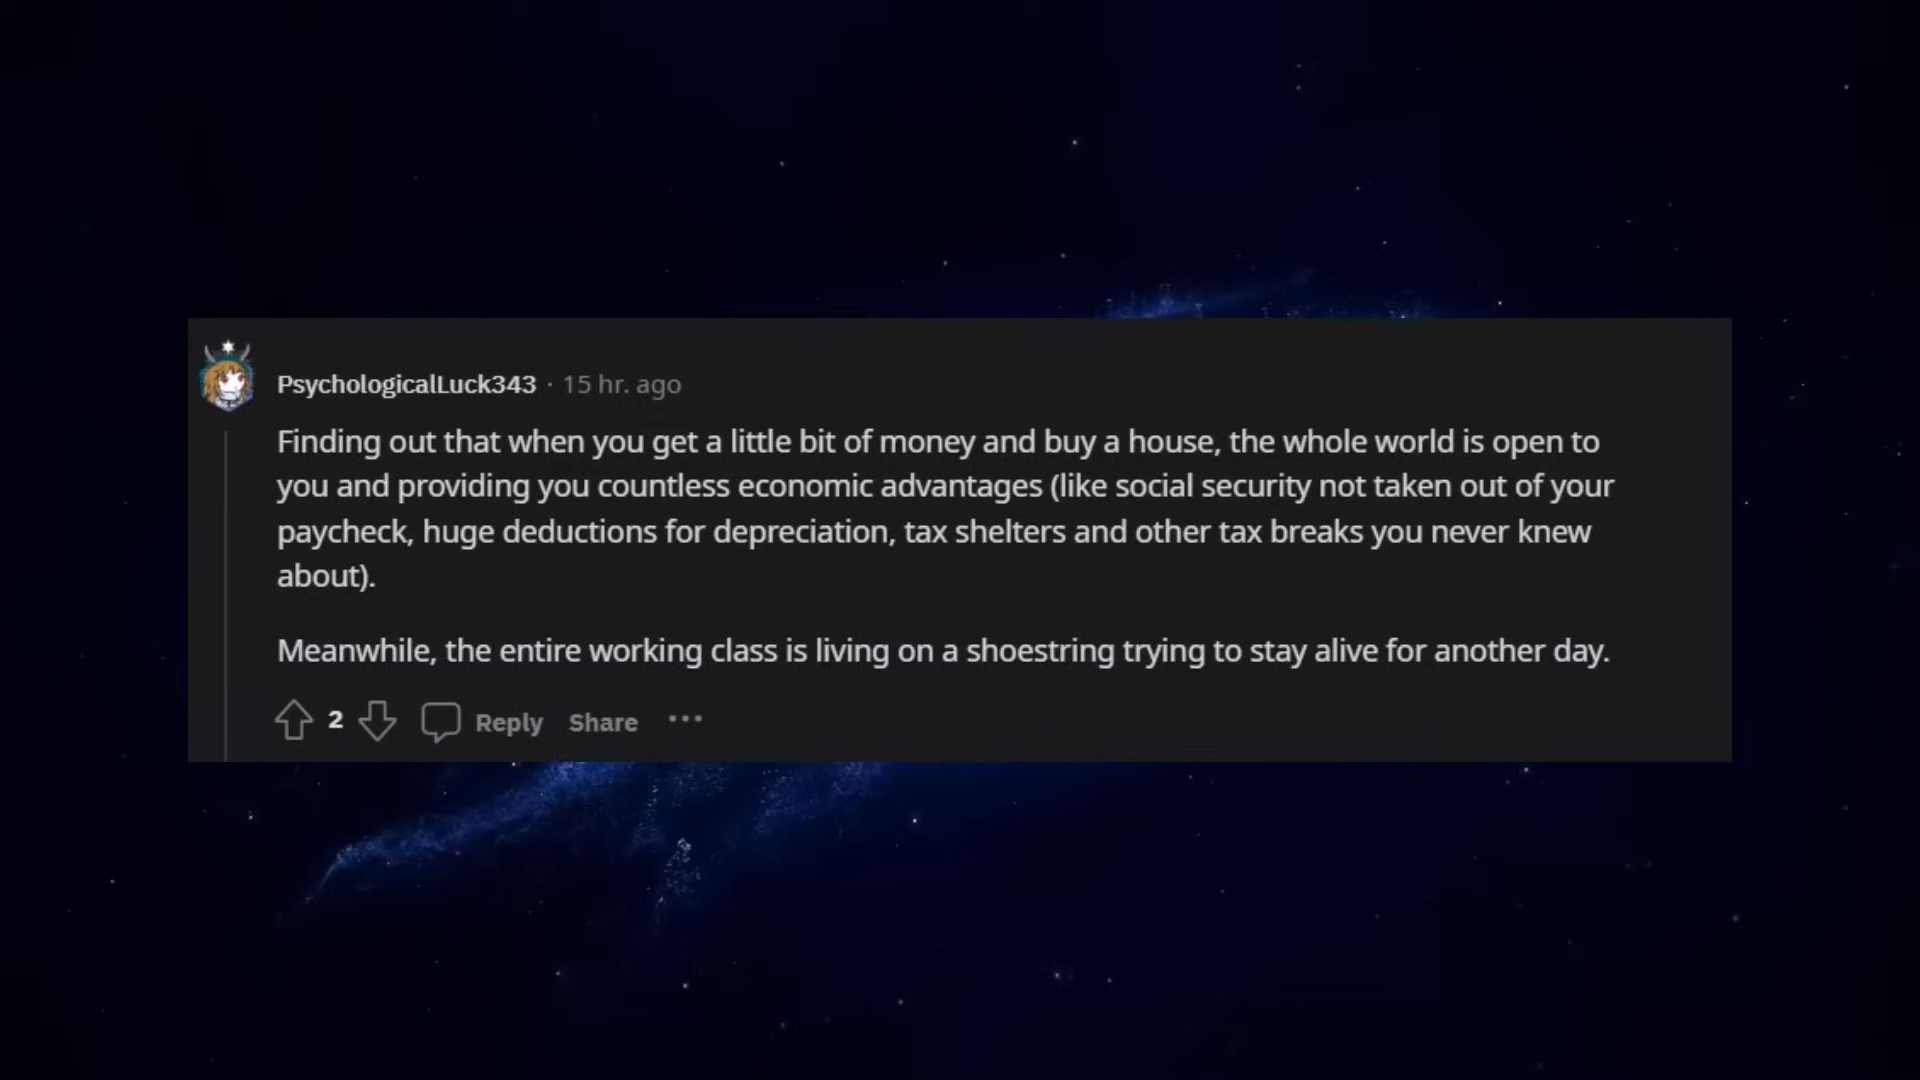 PsychologicalLuck343 · 15 hr. ago
Finding out that when you get a little bit of money and buy a house, the whole world is open to
you and providing you countless economic advantages (like social security not taken out of your
paycheck, huge deductions for depreciation, tax shelters and other tax breaks you never knew
about).
Meanwhile, the entire working class is living on a shoestring trying to stay alive for another day.
2 Reply Share ···